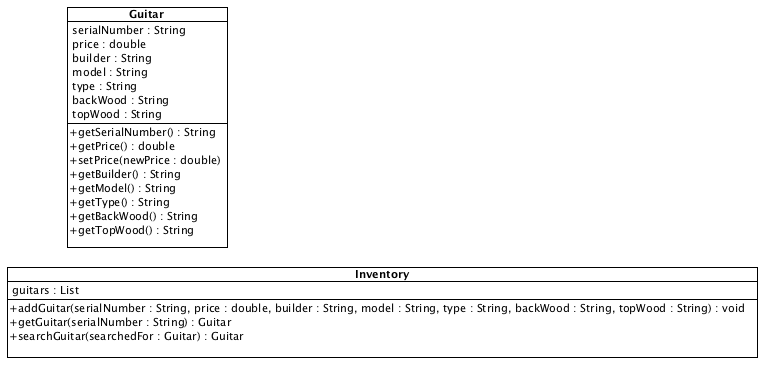 Guitar
serialNumber : String
price : double
builder : String
model : String
type : String
backWood : String
topWood : String
+getSerialNumber() : String
+getPrice() : double
+setPrice(newPrice : double)
+getBuilder() : String
+getModel() : String
+getType() : String
+getBackWood() : String
+getTopWood() : String
Inventory
guitars : List
+addGuitar(serialNumber : String, price : double, builder : String, model : String, type : String, backWood : String, topWood : String) : void
+getGuitar(serialNumber : String) : Guitar
+searchGuitar(searchedFor : Guitar) : Guitar